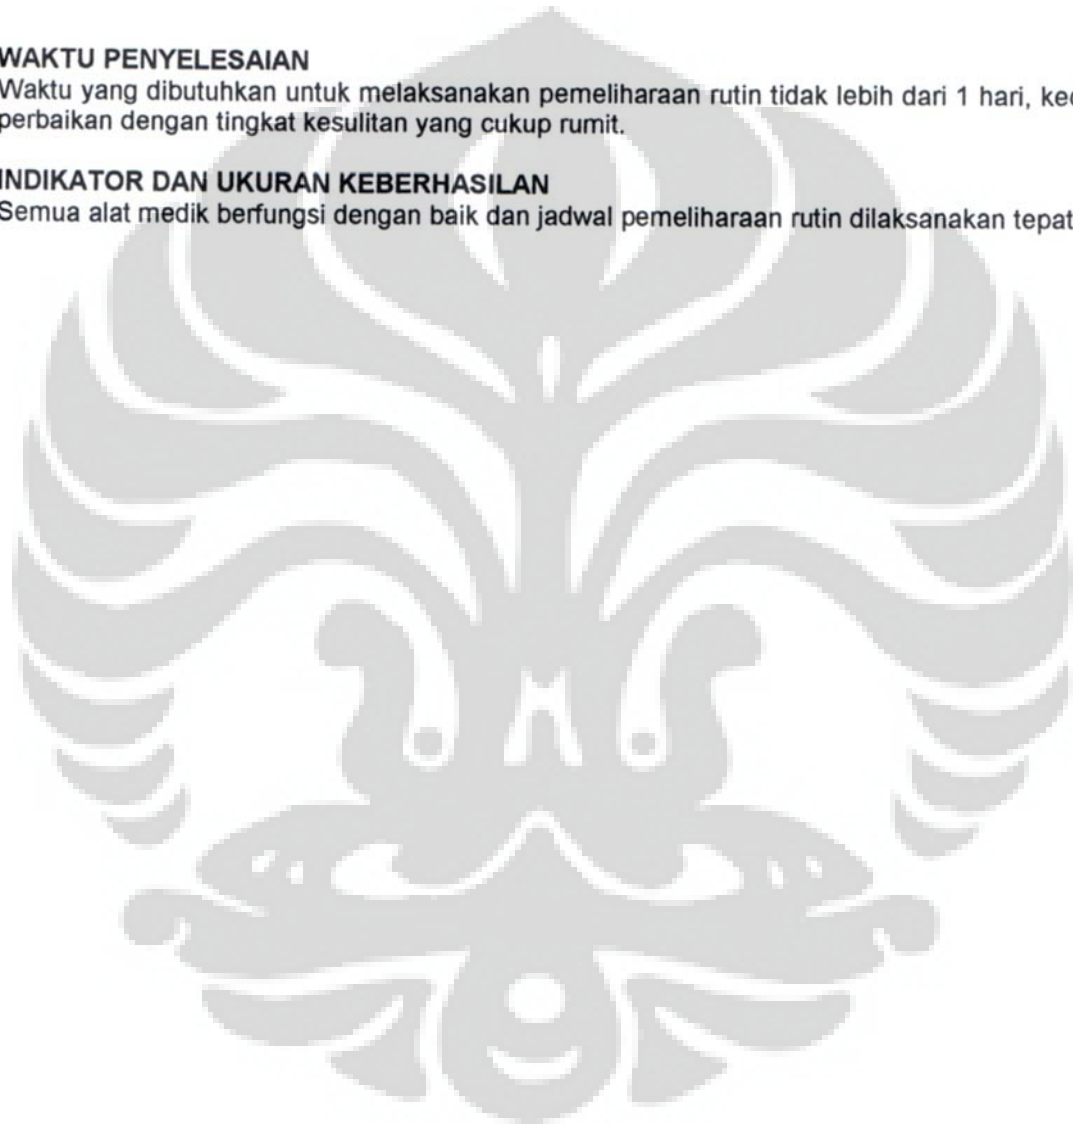 WAKTU PENYELESAIAN
Waktu yang dibutuhkan untuk melaksanakan pemeliharaan rutin tidak lebih dari 1 hari,
perbaikan dengan tingkat kesulitan yang cukup rumit.
INDIKATOR DAN UKURAN KEBERHASILAN
Semua alat medik berfungsi dengan baik dan jadwal pemeliharaan rutin dilaksanakan tepat